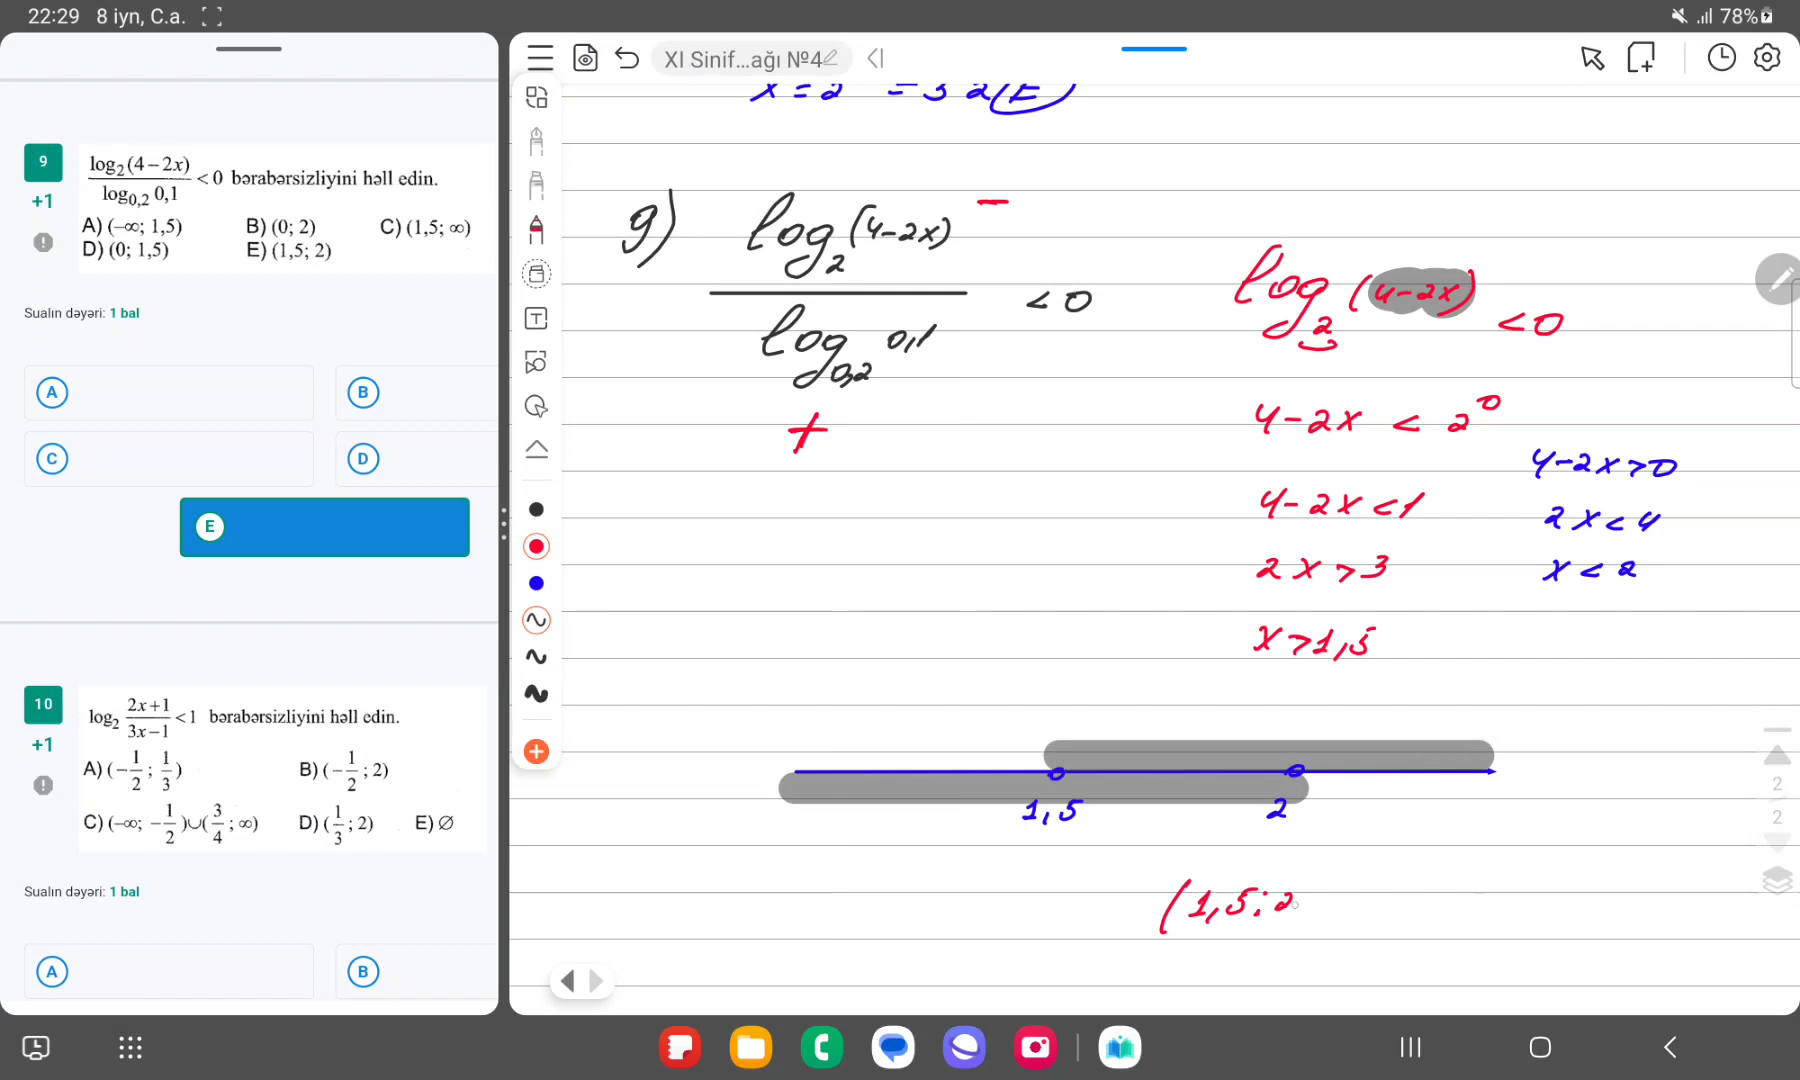 22:29 8 iyn, C.a.
78%
9
+1
log₂(4−2x) / log₀,₂ 0,1 < 0 bərabərsizliyini həll edin.
A) (−∞; 1,5) B) (0; 2) C) (1,5; ∞)
D) (0; 1,5) E) (1,5; 2)
Sualın dəyəri: 1 bal
A B
C D
E
10
+1
log₂ (2x+1)/(3x−1) < 1 bərabərsizliyini həll edin.
A) (−1/2; 1/3) B) (−1/2; 2)
C) (−∞; −1/2)∪(3/4; ∞) D) (1/3; 2) E) ∅
Sualın dəyəri: 1 bal
A B
XI Sinif...ağı №4
9) log₂(4−2x) / log₀,₂ 0,1 < 0
−
+
log₂(4−2x) < 0
4−2x < 2⁰
4−2x < 1
2x > 3
x > 1,5
4−2x > 0
2x < 4
x < 2
1,5 2
(1,5; 2
2
2